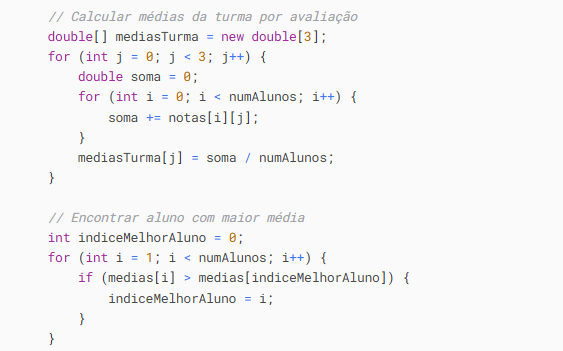 // Calcular médias da turma por avaliação
double[] mediasTurma = new double[3];
for (int j = 0; j < 3; j++) {
    double soma = 0;
    for (int i = 0; i < numAlunos; i++) {
        soma += notas[i][j];
    }
    mediasTurma[j] = soma / numAlunos;
}

// Encontrar aluno com maior média
int indiceMelhorAluno = 0;
for (int i = 1; i < numAlunos; i++) {
    if (medias[i] > medias[indiceMelhorAluno]) {
        indiceMelhorAluno = i;
    }
}